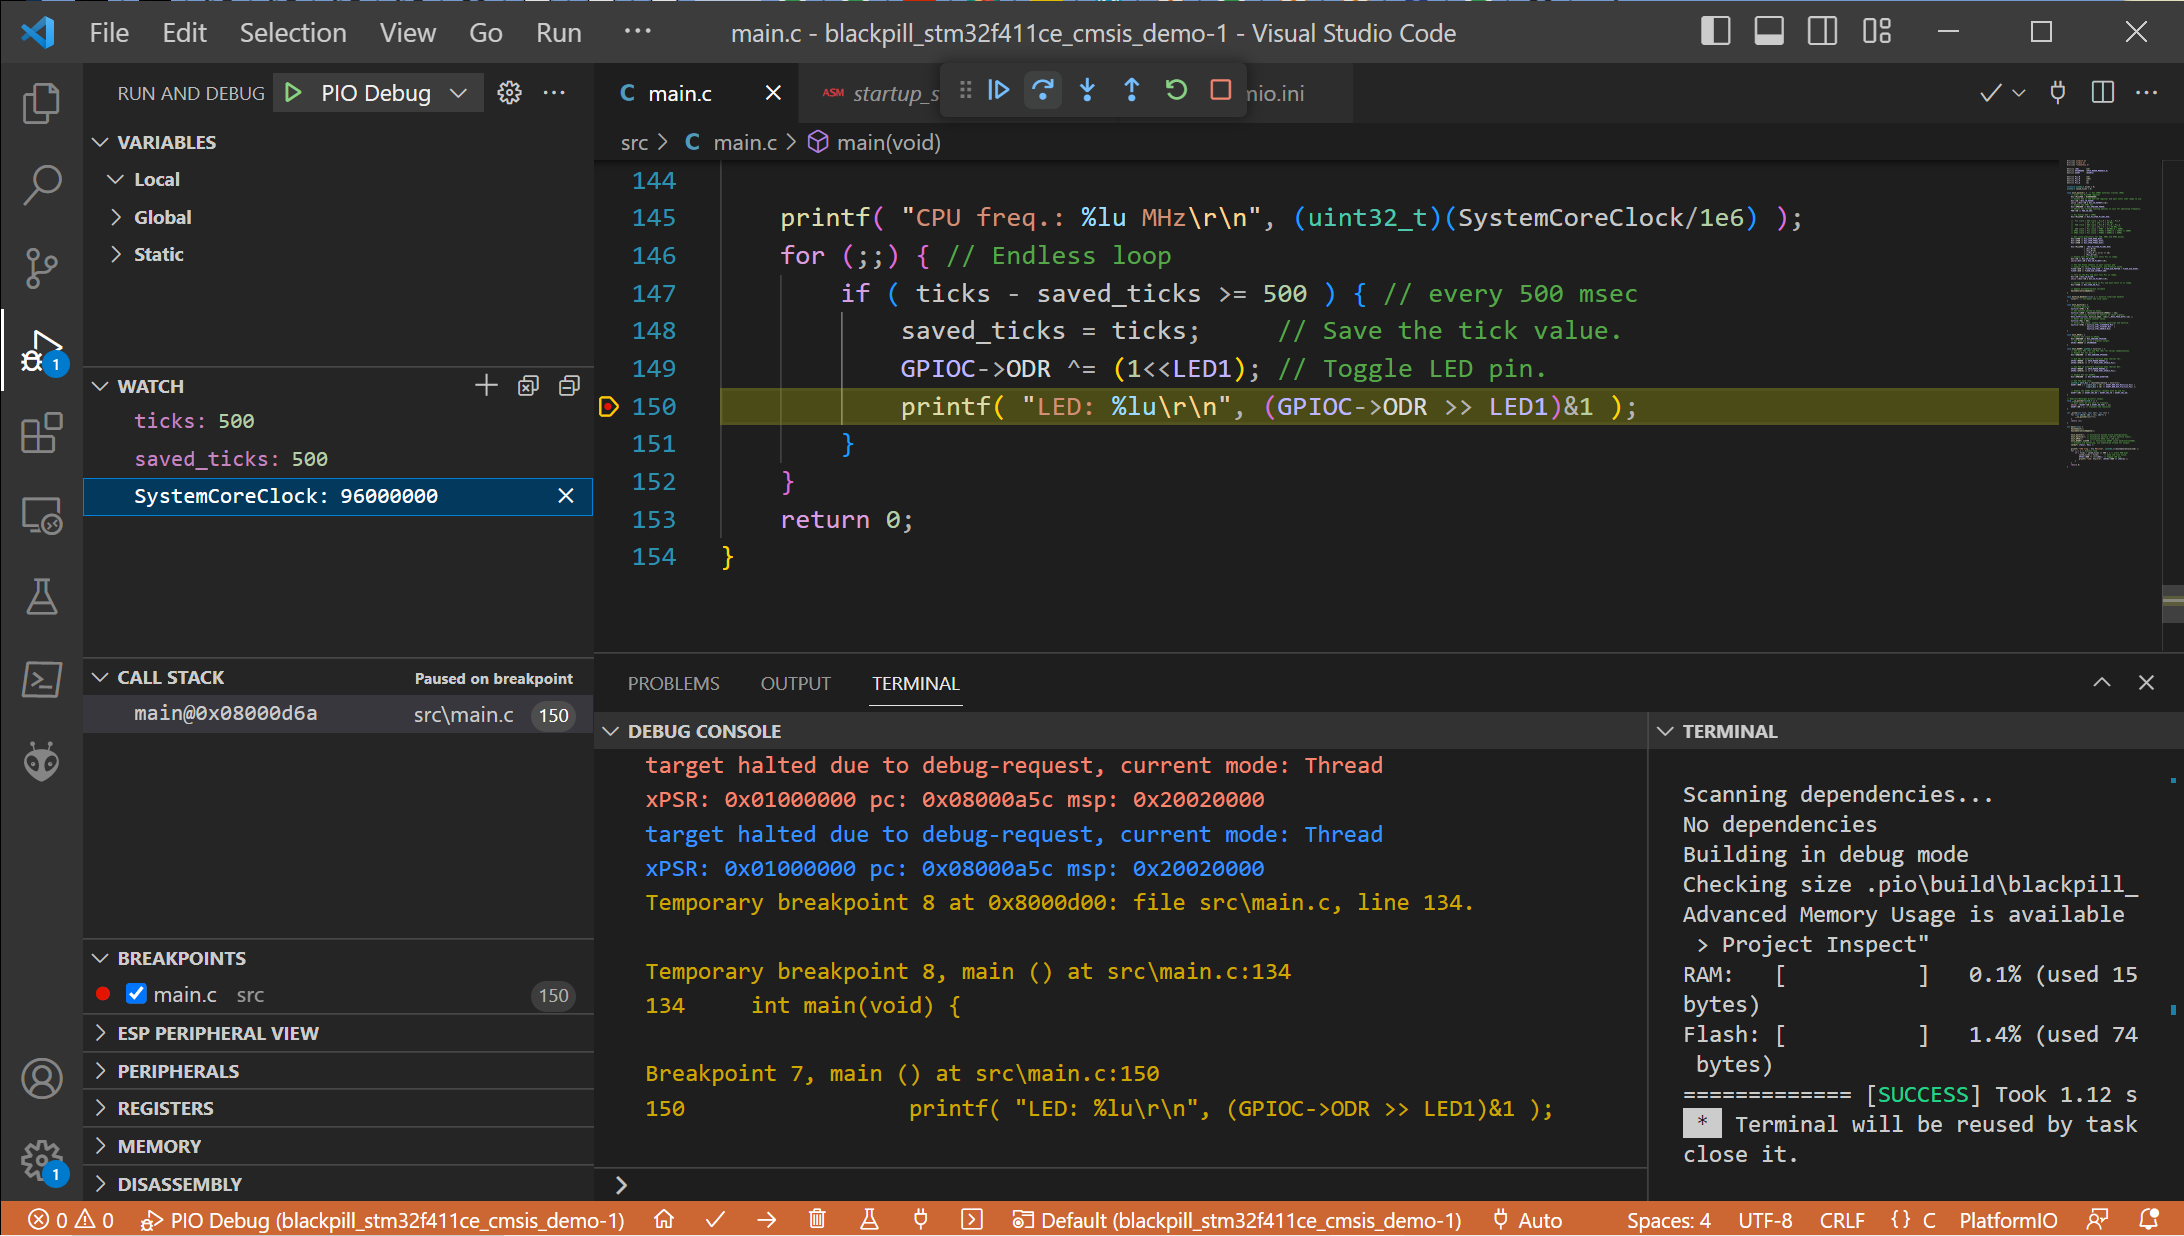 File Edit Selection View Go Run ··· main.c - blackpill_stm32f411ce_cmsis_demo-1 - Visual Studio Code
RUN AND DEBUG PIO Debug ···
VARIABLES
Local
Global
Static
WATCH
ticks: 500
saved_ticks: 500
SystemCoreClock: 96000000
CALL STACK Paused on breakpoint
main@0x08000d6a src\main.c 150
BREAKPOINTS
main.c src 150
ESP PERIPHERAL VIEW
PERIPHERALS
REGISTERS
MEMORY
DISASSEMBLY
1
1
C main.c ASM startup_s mio.ini
src > C main.c > main(void)
144
145 printf( "CPU freq.: %lu MHz\r\n", (uint32_t)(SystemCoreClock/1e6) );
146 for (;;) { // Endless loop
147 if ( ticks - saved_ticks >= 500 ) { // every 500 msec
148 saved_ticks = ticks; // Save the tick value.
149 GPIOC->ODR ^= (1<<LED1); // Toggle LED pin.
150 printf( "LED: %lu\r\n", (GPIOC->ODR >> LED1)&1 );
151 }
152 }
153 return 0;
154 }
PROBLEMS OUTPUT TERMINAL
DEBUG CONSOLE
target halted due to debug-request, current mode: Thread
xPSR: 0x01000000 pc: 0x08000a5c msp: 0x20020000
target halted due to debug-request, current mode: Thread
xPSR: 0x01000000 pc: 0x08000a5c msp: 0x20020000
Temporary breakpoint 8 at 0x8000d00: file src\main.c, line 134.
Temporary breakpoint 8, main () at src\main.c:134
134 int main(void) {
Breakpoint 7, main () at src\main.c:150
150 printf( "LED: %lu\r\n", (GPIOC->ODR >> LED1)&1 );
TERMINAL
Scanning dependencies...
No dependencies
Building in debug mode
Checking size .pio\build\blackpill_
Advanced Memory Usage is available
> Project Inspect"
RAM: [ ] 0.1% (used 15
bytes)
Flash: [ ] 1.4% (used 74
bytes)
============= [SUCCESS] Took 1.12 s
* Terminal will be reused by task
close it.
0 0 PIO Debug (blackpill_stm32f411ce_cmsis_demo-1) Default (blackpill_stm32f411ce_cmsis_demo-1) Auto Spaces: 4 UTF-8 CRLF {} C PlatformIO